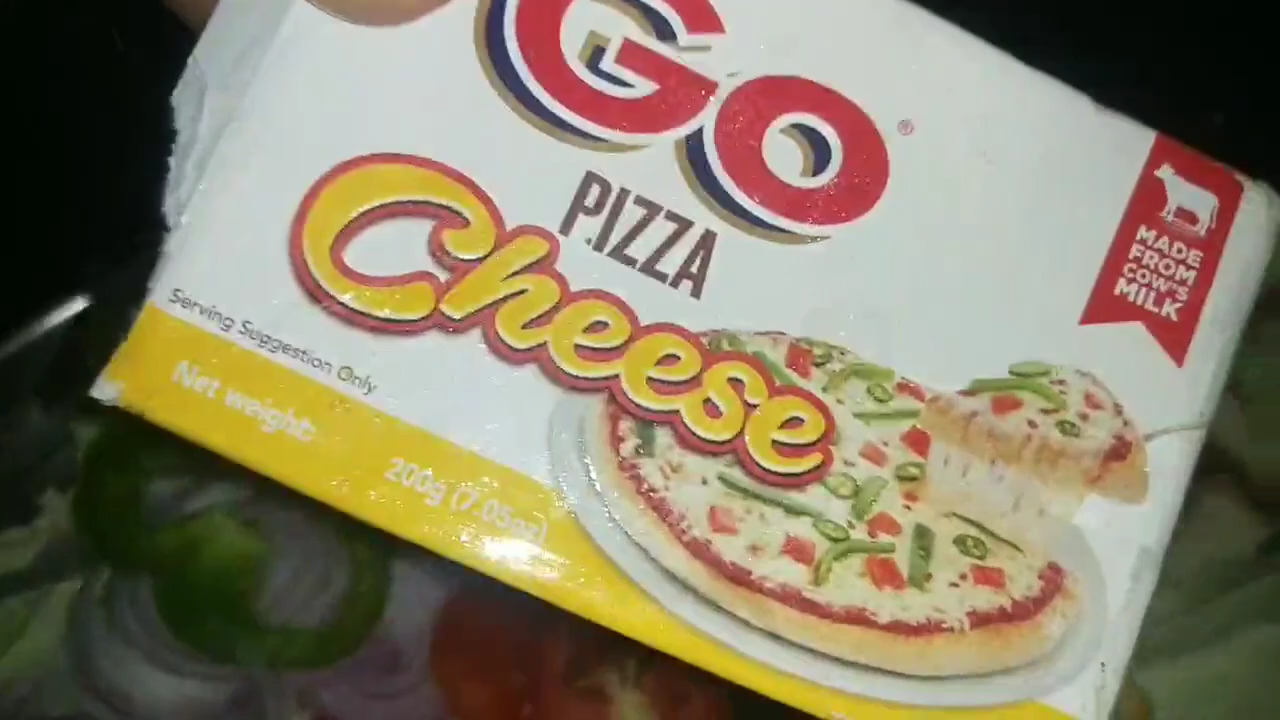 GO
®
PIZZA
Cheese
MADE
FROM
COW'S
MILK
Serving Suggestion Only
Net weight:
200g (7.05oz)